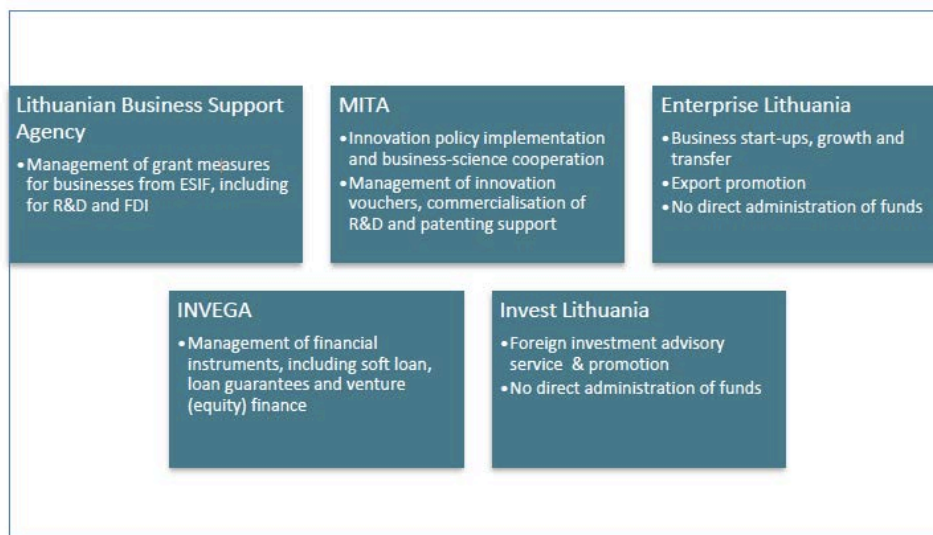 Lithuanian Business Support
Agency
•Management of grant measures
for businesses from ESIF, including
for R&D and FDI
MITA
•Innovation policy implementation
and business-science cooperation
•Management of innovation
vouchers, commercialisation of
R&D and patenting support
Enterprise Lithuania
•Business start-ups, growth and
transfer
•Export promotion
•No direct administration of funds
INVEGA
•Management of financial
instruments, including soft loan,
loan guarantees and venture
(equity) finance
Invest Lithuania
•Foreign investment advisory
service & promotion
•No direct administration of funds